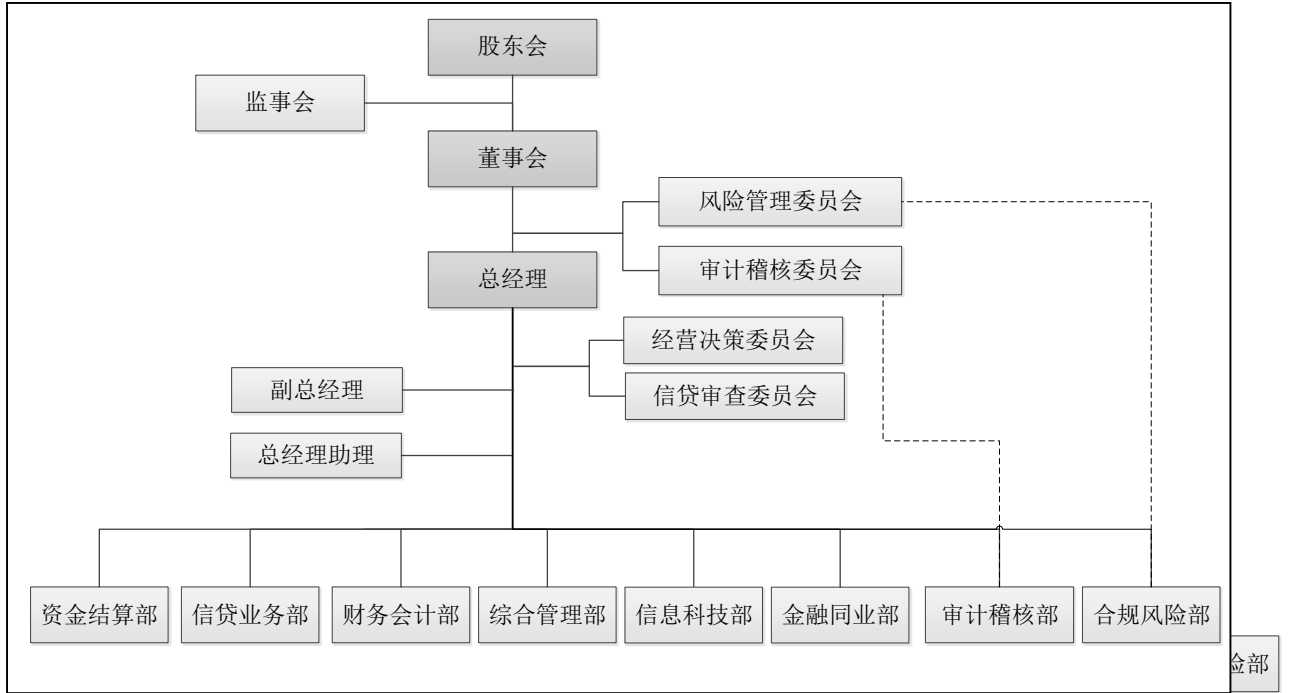 股东会
监事会
董事会
风险管理委员会
审计稽核委员会
总经理
经营决策委员会
信贷审查委员会
副总经理
总经理助理
资金结算部
信贷业务部
财务会计部
综合管理部
信息科技部
金融同业部
审计稽核部
合规风险部
险部